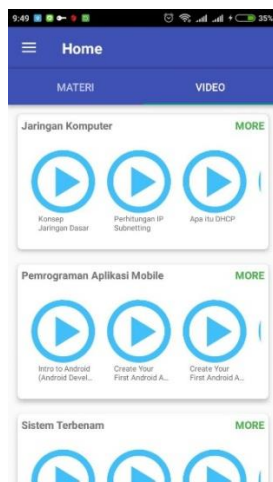 9:49 35%
Home
MATERI VIDEO
Jaringan Komputer MORE
Konsep Perhitungan IP Apa itu DHCP
Jaringan Dasar Subnetting
Pemrograman Aplikasi Mobile MORE
Intro to Android Create Your Create Your
(Android Devel... First Android A... First Android A...
Sistem Terbenam MORE